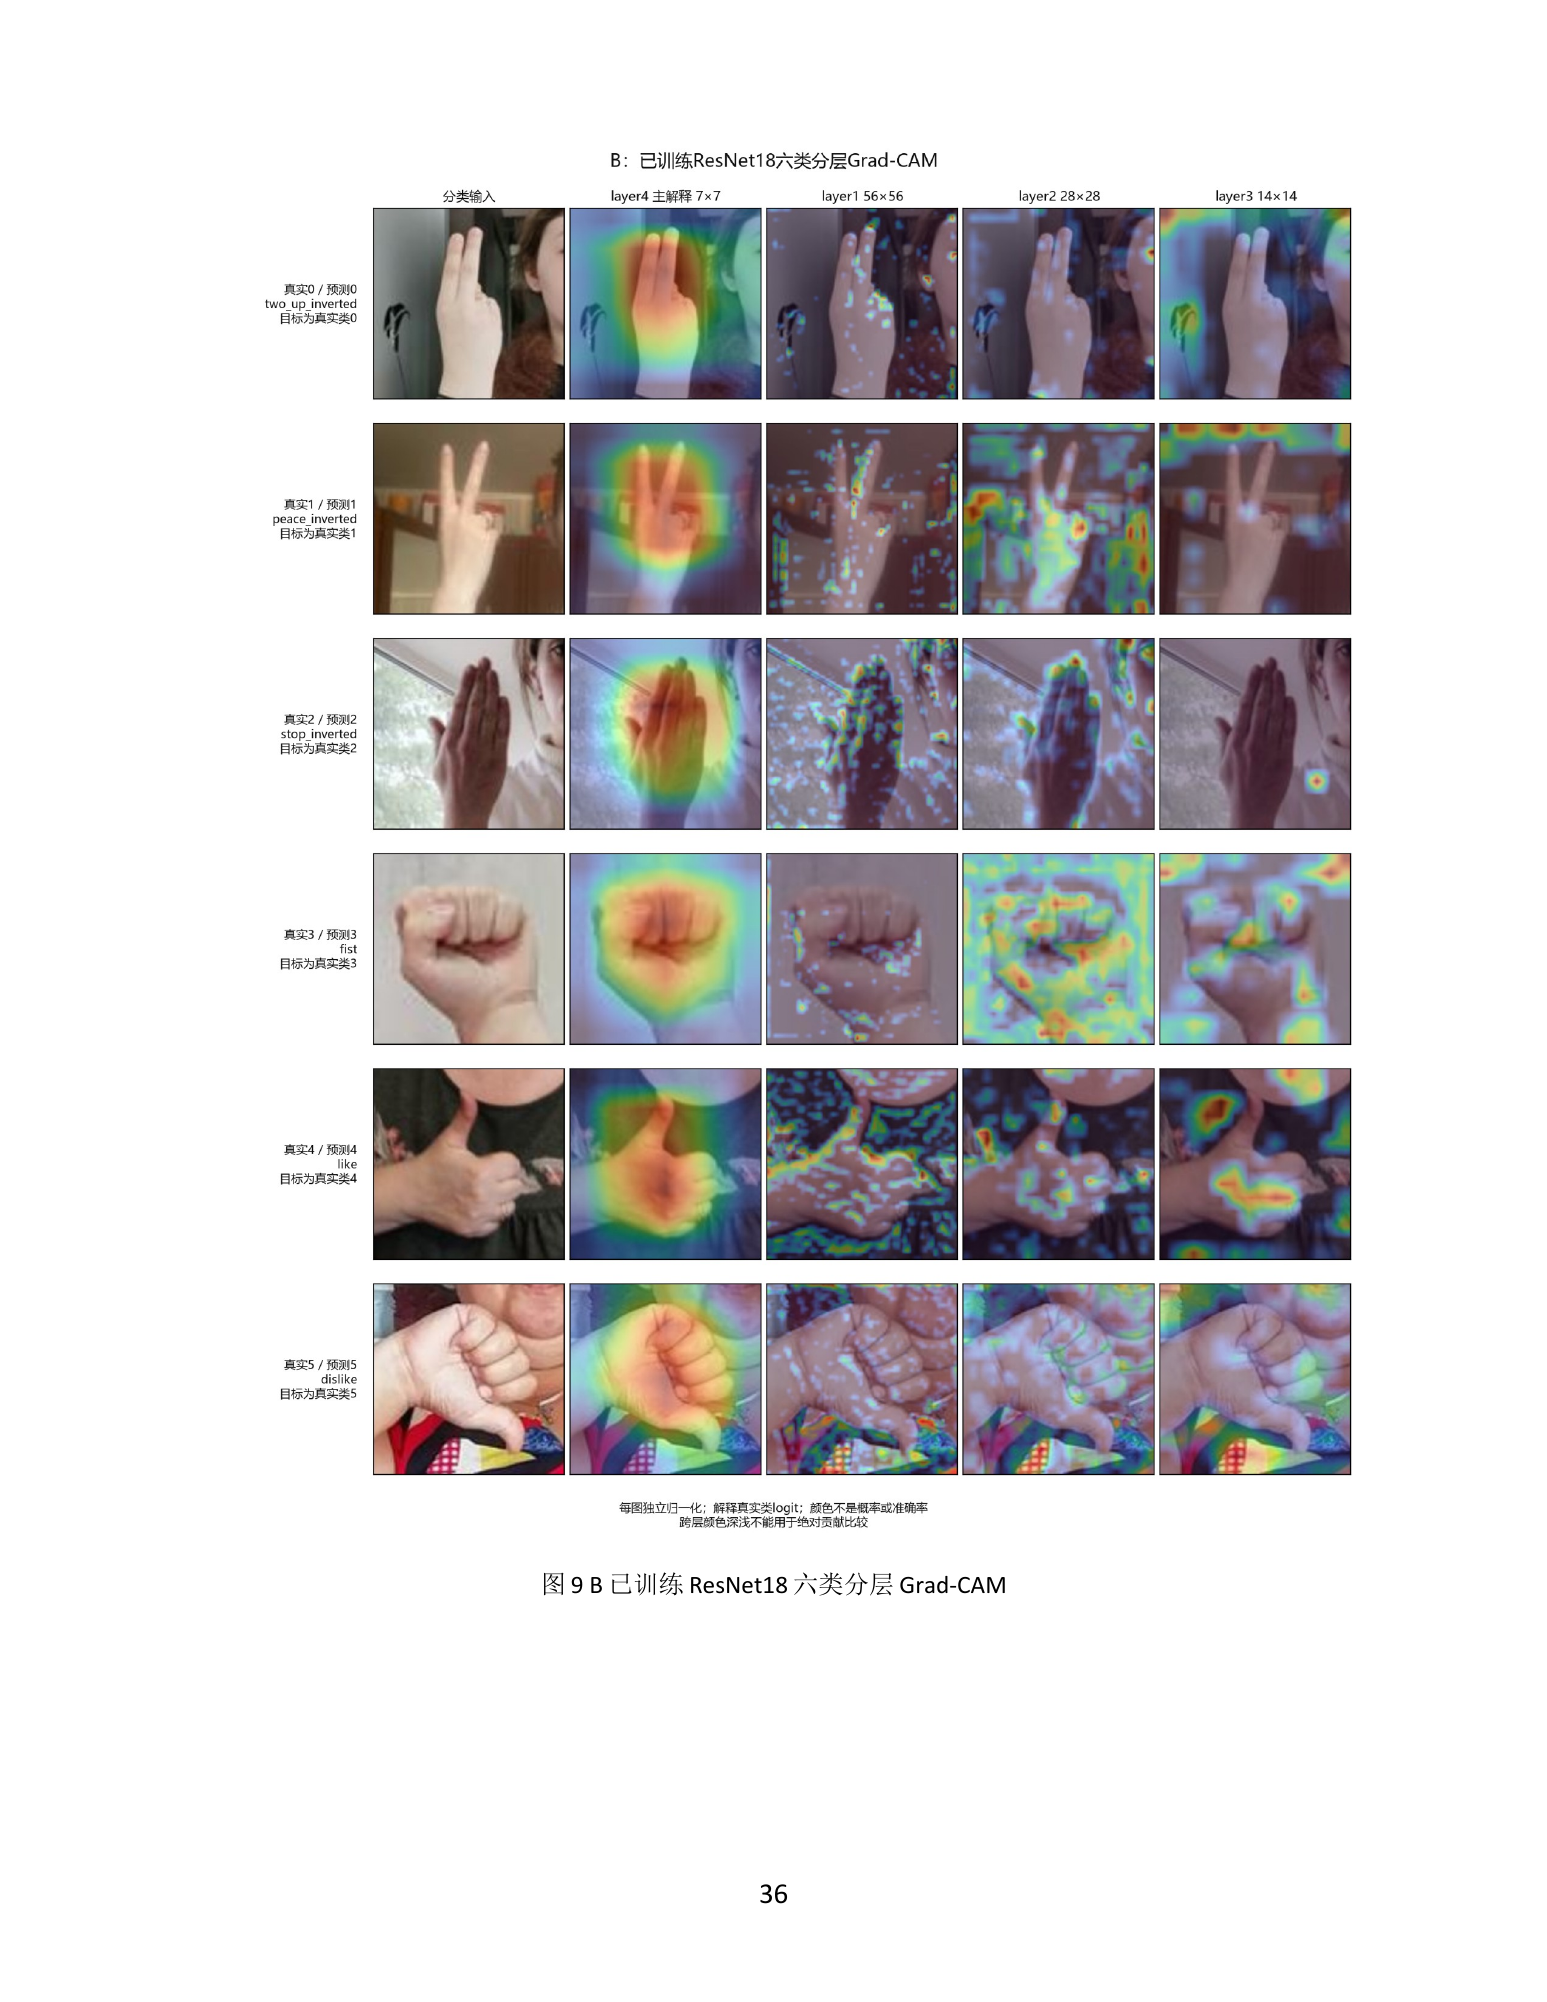 B：已训练ResNet18六类分层Grad-CAM
分类输入
layer4 主解释 7×7
layer1 56×56
layer2 28×28
layer3 14×14
真实0 / 预测0
two_up_inverted
目标为真实类0
真实1 / 预测1
peace_inverted
目标为真实类1
真实2 / 预测2
stop_inverted
目标为真实类2
真实3 / 预测3
fist
目标为真实类3
真实4 / 预测4
like
目标为真实类4
真实5 / 预测5
dislike
目标为真实类5
每图独立归一化；解释真实类logit；颜色不是概率或准确率
跨层颜色深浅不能用于绝对贡献比较
图 9 B 已训练 ResNet18 六类分层 Grad-CAM
36